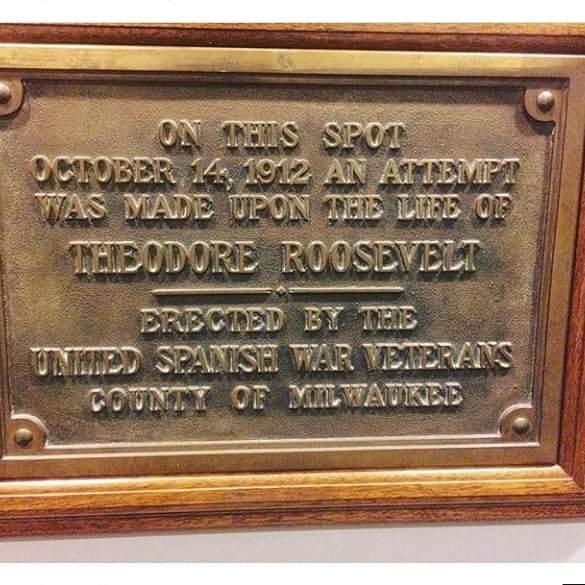 ON THIS SPOT
OCTOBER 14, 1912 AN ATTEMPT
WAS MADE UPON THE LIFE OF
THEODORE ROOSEVELT
ERECTED BY THE
UNITED SPANISH WAR VETERANS
COUNTY OF MILWAUKEE